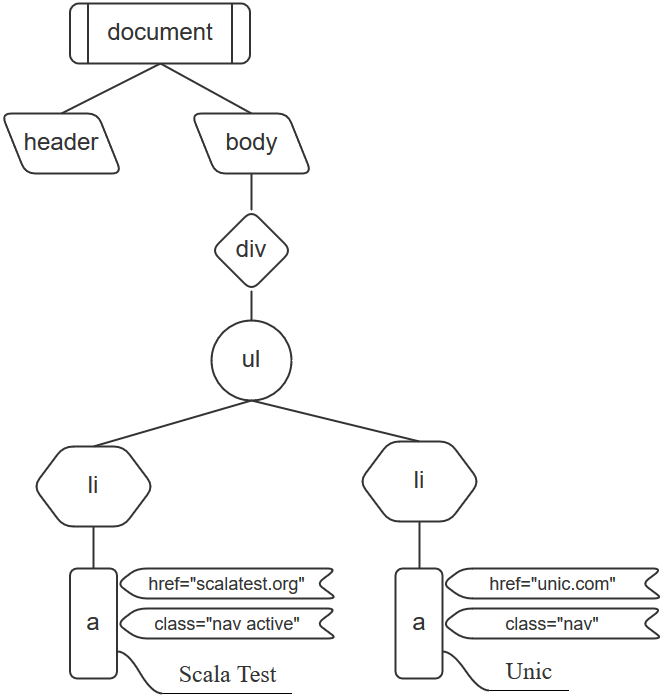 document
header
body
div
ul
li
li
a
href="scalatest.org"
class="nav active"
Scala Test
a
href="unic.com"
class="nav"
Unic